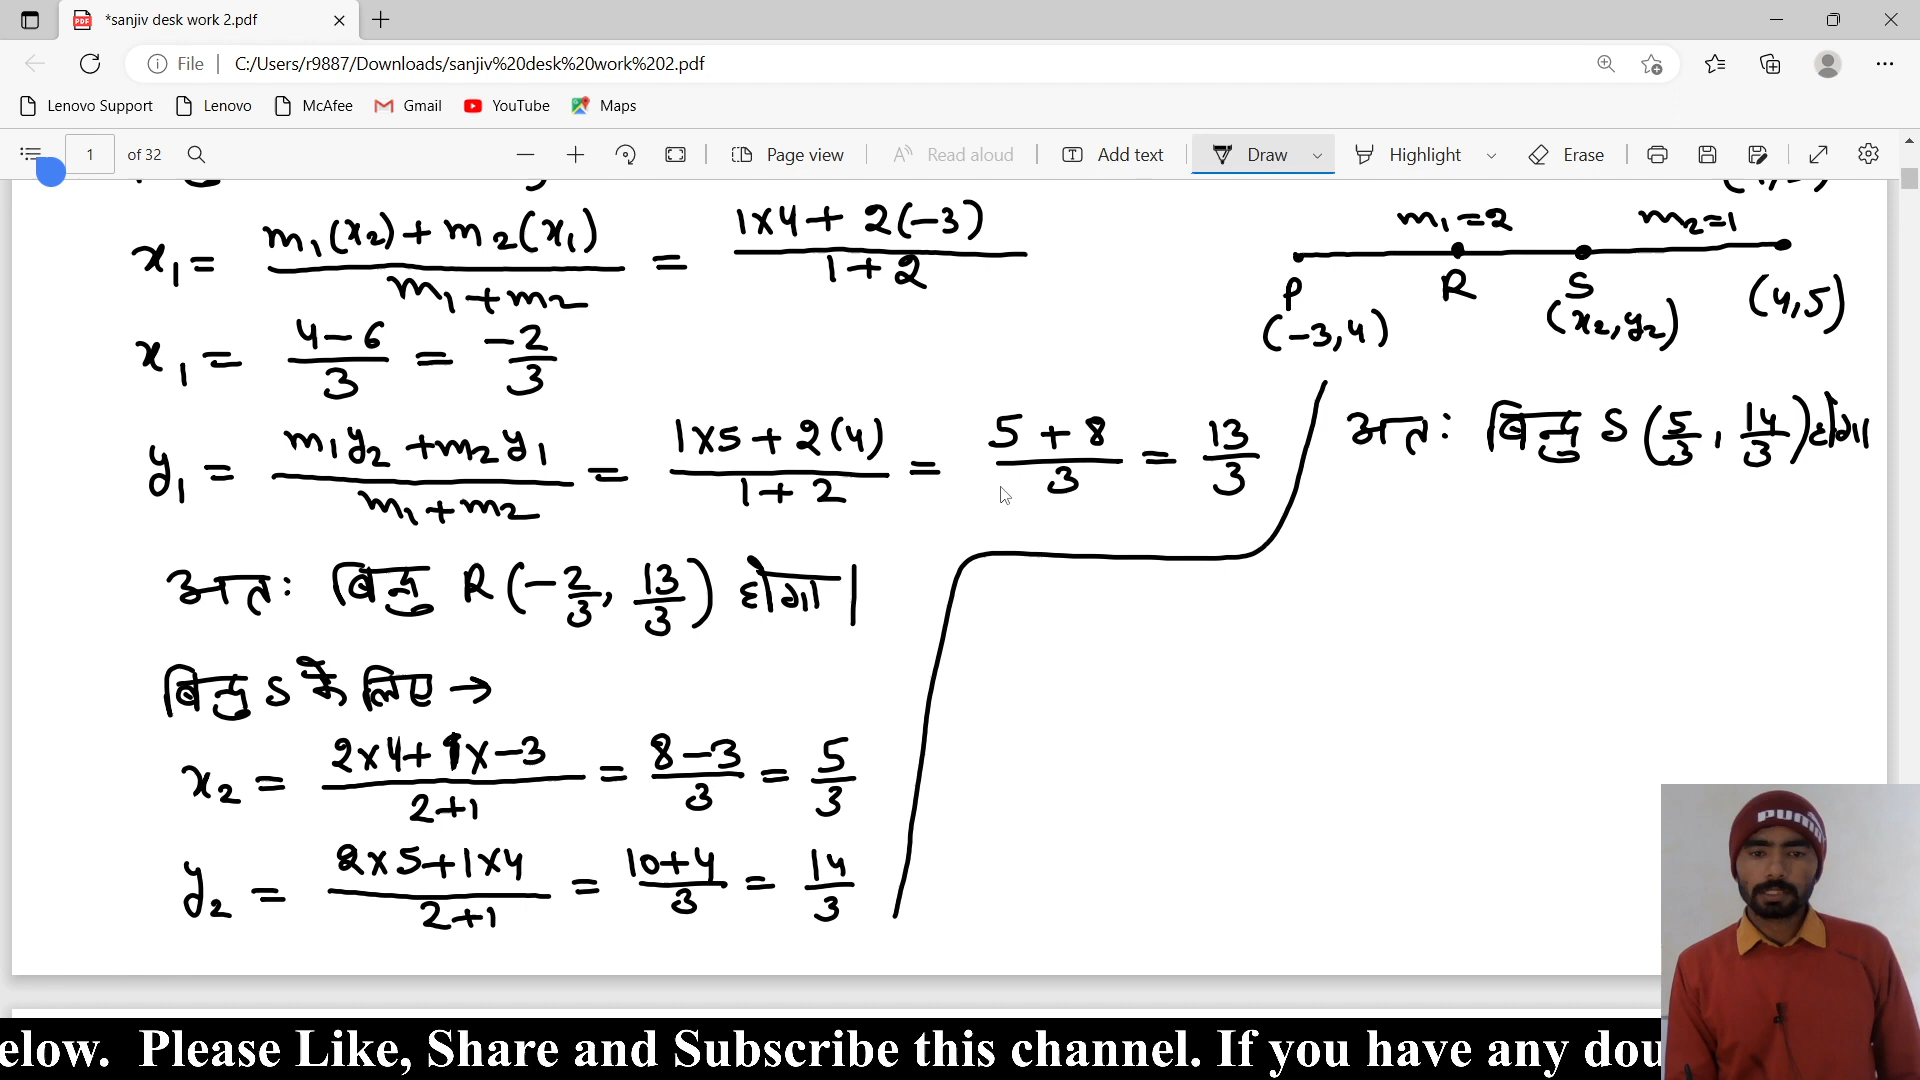 *sanjiv desk work 2.pdf
File | C:/Users/r9887/Downloads/sanjiv%20desk%20work%202.pdf
Lenovo Support Lenovo McAfee Gmail YouTube Maps
1 of 32 Page view Read aloud Add text Draw Highlight Erase
x₁ = (m₁(x₂) + m₂(x₁)) / (m₁ + m₂) = (1×4 + 2(-3)) / (1 + 2)
x₁ = (4 - 6) / 3 = -2/3
y₁ = (m₁y₂ + m₂y₁) / (m₁ + m₂) = (1×5 + 2(4)) / (1 + 2) = (5 + 8) / 3 = 13/3
अतः बिन्दु R (-2/3, 13/3) होगा |
बिन्दु S के लिए →
x₂ = (2×4 + 1×-3) / (2+1) = (8-3) / 3 = 5/3
y₂ = (2×5 + 1×4) / (2+1) = (10+4) / 3 = 14/3
m₁ = 2 m₂ = 1
P R S
(-3,4) (x₂, y₂) (4,5)
अतः बिन्दु S (5/3, 14/3) होगा
PUMA
elow. Please Like, Share and Subscribe this channel. If you have any dou